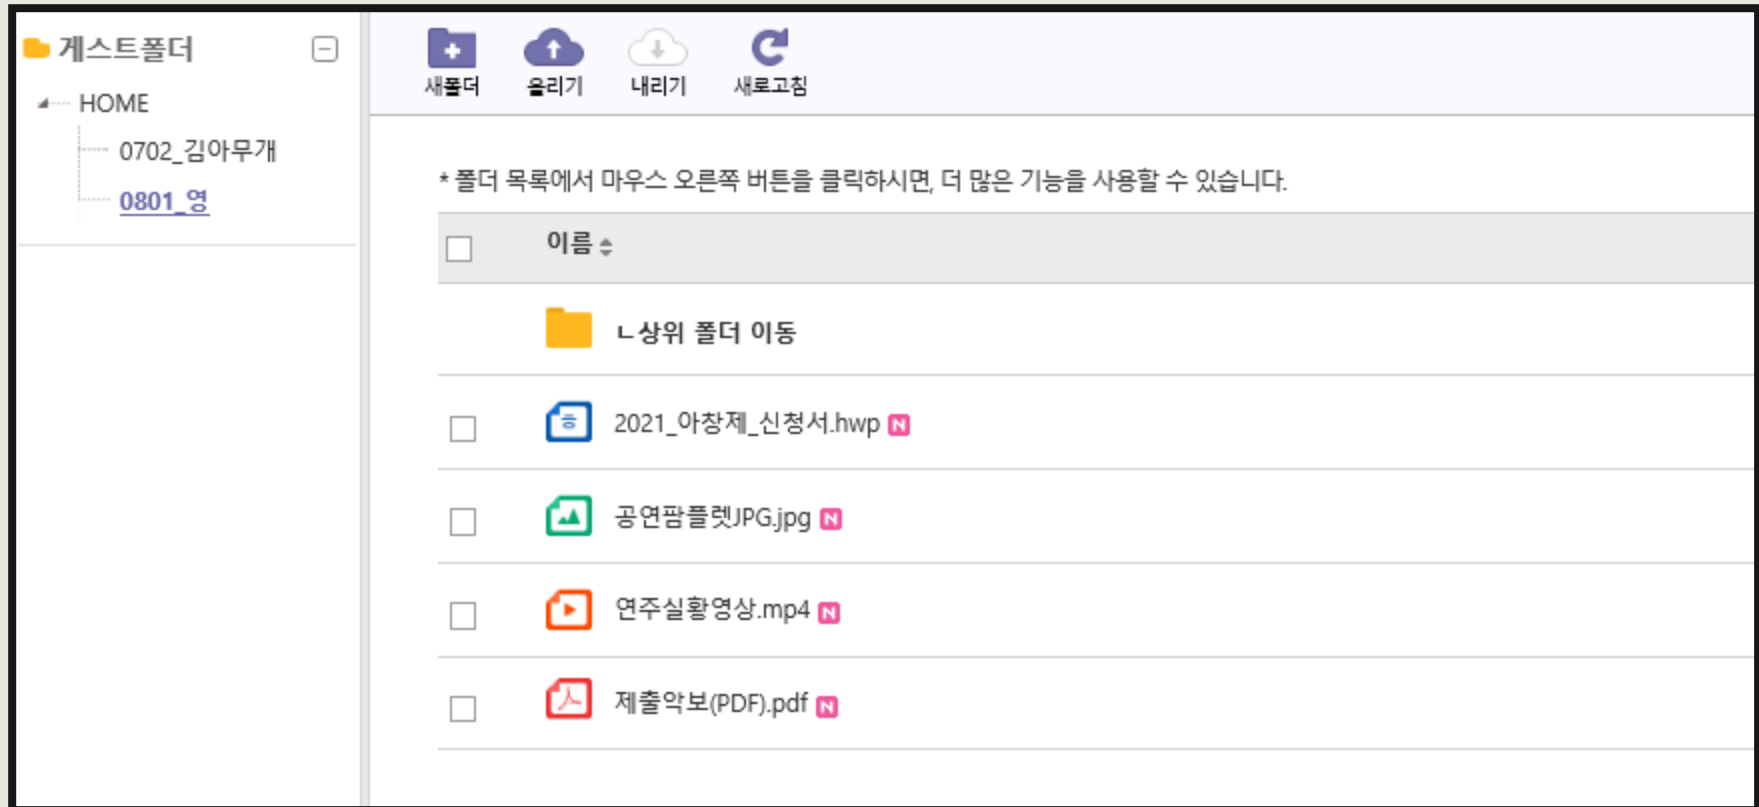 게스트폴더
HOME
0702_김아무개
0801_영
새폴더 올리기 내리기 새로고침
* 폴더 목록에서 마우스 오른쪽 버튼을 클릭하시면, 더 많은 기능을 사용할 수 있습니다.
이름
ㄴ상위 폴더 이동
2021_아창제_신청서.hwp N
공연팜플렛JPG.jpg N
연주실황영상.mp4 N
제출악보(PDF).pdf N